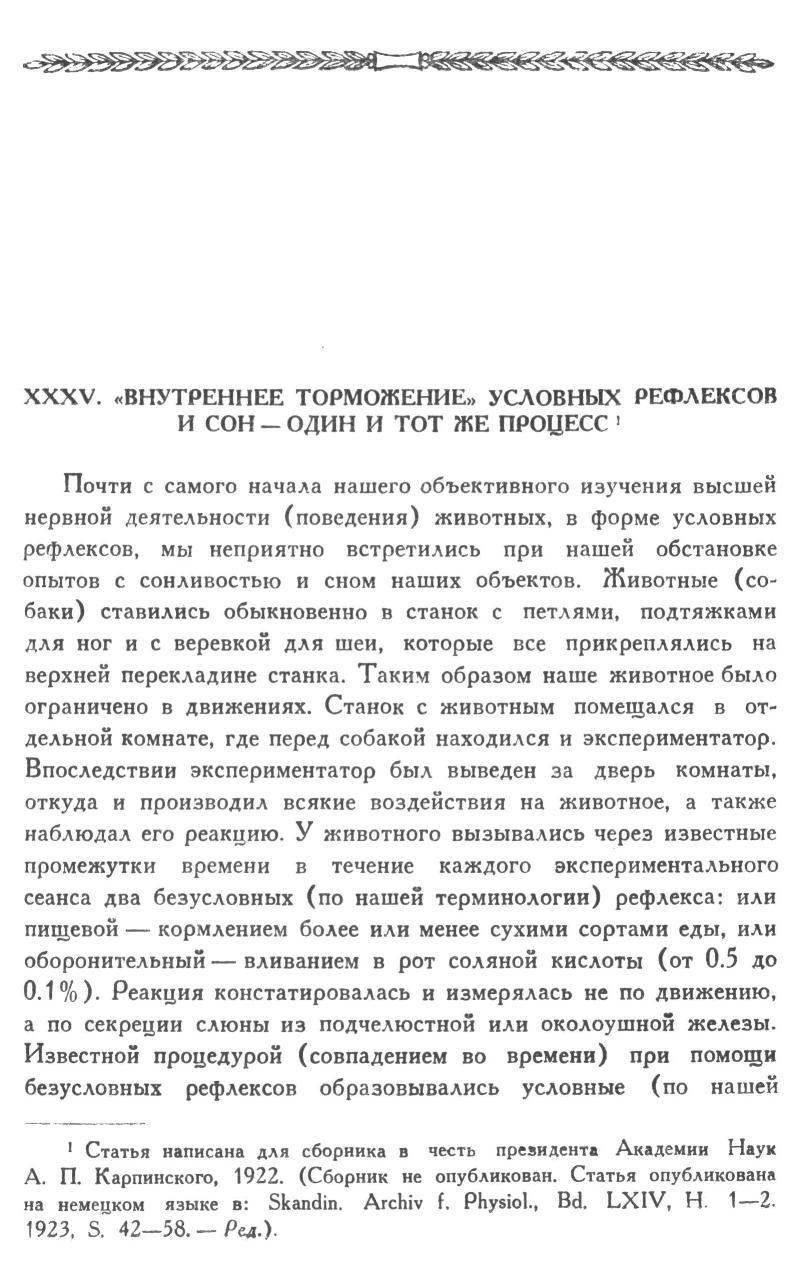 XXXV. «ВНУТРЕННЕЕ ТОРМОЖЕНИЕ» УСЛОВНЫХ РЕФЛЕКСОВ
И СОН — ОДИН И ТОТ ЖЕ ПРОЦЕСС ¹
Почти с самого начала нашего объективного изучения высшей
нервной деятельности (поведения) животных, в форме условных
рефлексов, мы неприятно встретились при нашей обстановке
опытов с сонливостью и сном наших объектов. Животные (со-
баки) ставились обыкновенно в станок с петлями, подтяжками
для ног и с веревкой для шеи, которые все прикреплялись на
верхней перекладине станка. Таким образом наше животное было
ограничено в движениях. Станок с животным помещался в от-
дельной комнате, где перед собакой находился и экспериментатор.
Впоследствии экспериментатор был выведен за дверь комнаты,
откуда и производил всякие воздействия на животное, а также
наблюдал его реакцию. У животного вызывались через известные
промежутки времени в течение каждого экспериментального
сеанса два безусловных (по нашей терминологии) рефлекса: или
пищевой — кормлением более или менее сухими сортами еды, или
оборонительный — вливанием в рот соляной кислоты (от 0.5 до
0.1%). Реакция констатировалась и измерялась не по движению,
а по секреции слюны из подчелюстной или околоушной железы.
Известной процедурой (совпадением во времени) при помощи
безусловных рефлексов образовывались условные (по нашей
¹ Статья написана для сборника в честь президента Академии Наук
А. П. Карпинского, 1922. (Сборник не опубликован. Статья опубликована
на немецком языке в: Skandin. Archiv f. Physiol., Bd. LXIV, H. 1—2.
1923, S. 42—58. — Ред.).